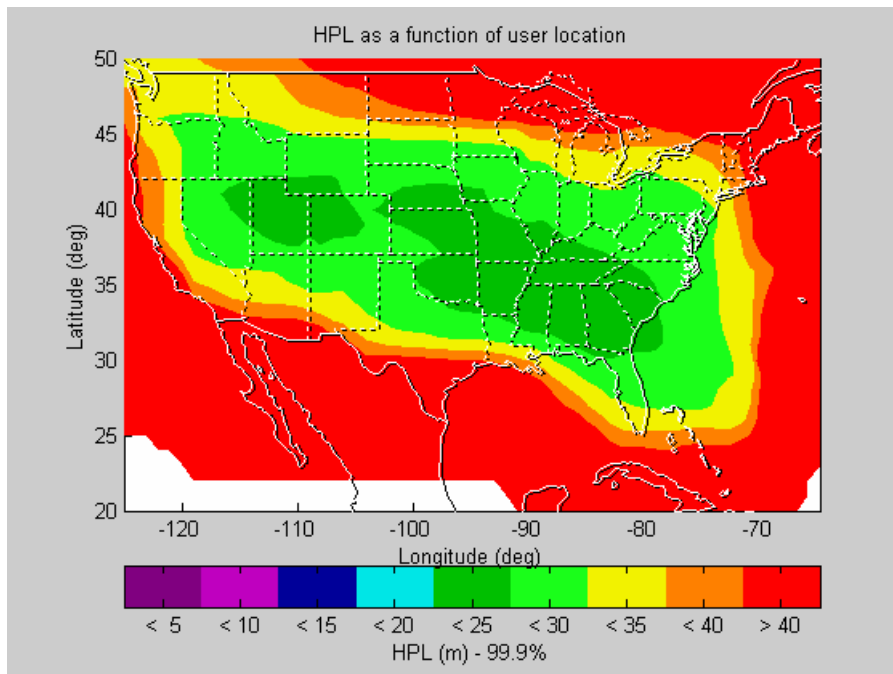 HPL as a function of user location
50
45
40
35
30
25
20
Latitude (deg)
-120 -110 -100 -90 -80 -70
Longitude (deg)
< 5 < 10 < 15 < 20 < 25 < 30 < 35 < 40 > 40
HPL (m) - 99.9%